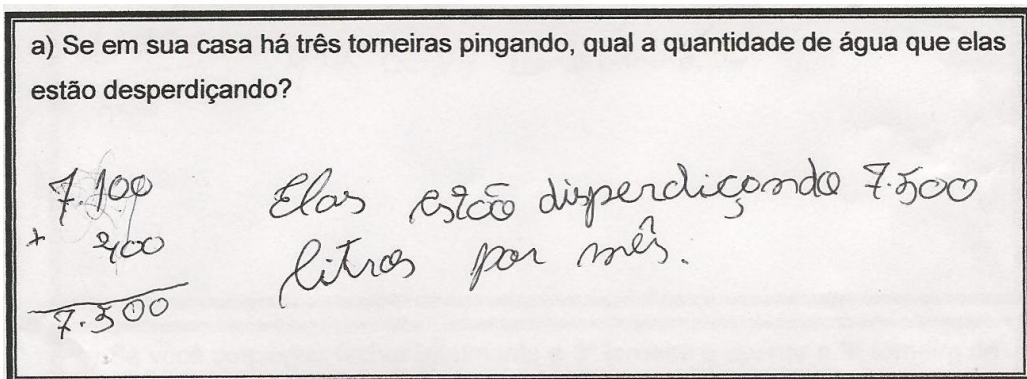 a) Se em sua casa há três torneiras pingando, qual a quantidade de água que elas
estão desperdiçando?
7.100
+ 400
7.500
Elas estão disperdiçondo 7.500
litros por mês.